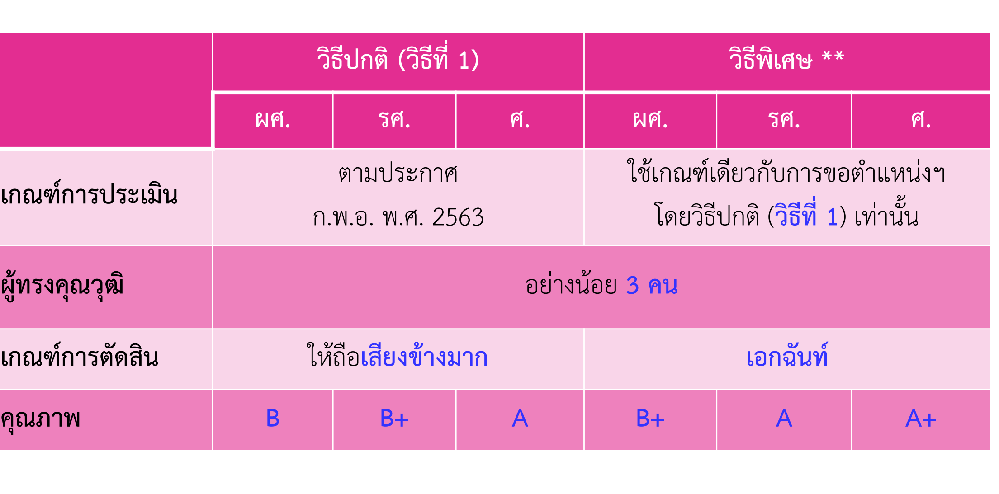 วิธีปกติ (วิธีที่ 1) วิธีพิเศษ **
ผศ. รศ. ศ. ผศ. รศ. ศ.
เกณฑ์การประเมิน
ตามประกาศ
ก.พ.อ. พ.ศ. 2563
ใช้เกณฑ์เดียวกับการขอตำแหน่งฯ
โดยวิธีปกติ (วิธีที่ 1) เท่านั้น
ผู้ทรงคุณวุฒิ อย่างน้อย 3 คน
เกณฑ์การตัดสิน ให้ถือเสียงข้างมาก เอกฉันท์
คุณภาพ B B+ A B+ A A+